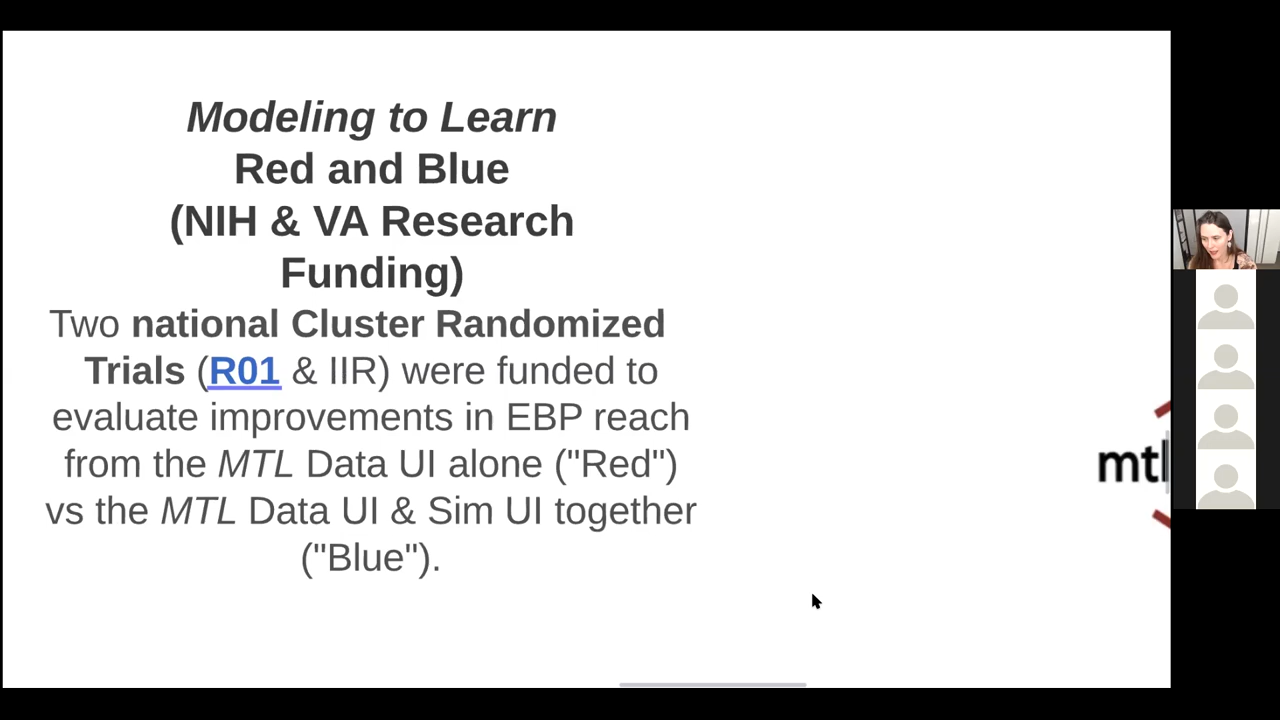 Modeling to Learn
Red and Blue
(NIH & VA Research
Funding)
Two national Cluster Randomized
Trials (R01 & IIR) were funded to
evaluate improvements in EBP reach
from the MTL Data UI alone ("Red")
vs the MTL Data UI & Sim UI together
("Blue").
mtl